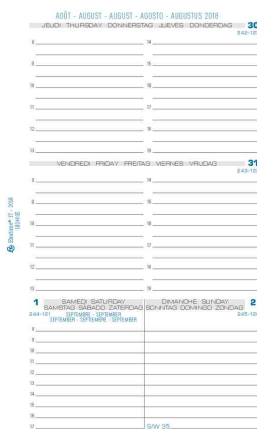 AOÛT - AUGUST - AUGUST - AGOSTO - AUGUSTUS 2018
JEUDI THURSDAY DONNERSTAG JUEVES DONDERDAG 30
242-123
8 14
9 15
10 16
11 17
12 18
13 19
VENDREDI FRIDAY FREITAG VIERNES VRIJDAG 31
243-122
8 14
9 15
10 16
11 17
12 18
13 19
1 SAMEDI SATURDAY DIMANCHE SUNDAY 2
SAMSTAG SÁBADO ZATERDAG SONNTAG DOMINGO ZONDAG
244-121 245-120
SEPTEMBRE - SEPTEMBER
SEPTEMBER - SEPTIEMBRE - SEPTEMBER
8
9
10
11
12
13
14
15
16
17 S/W 35
Exatime® 17 - 2018